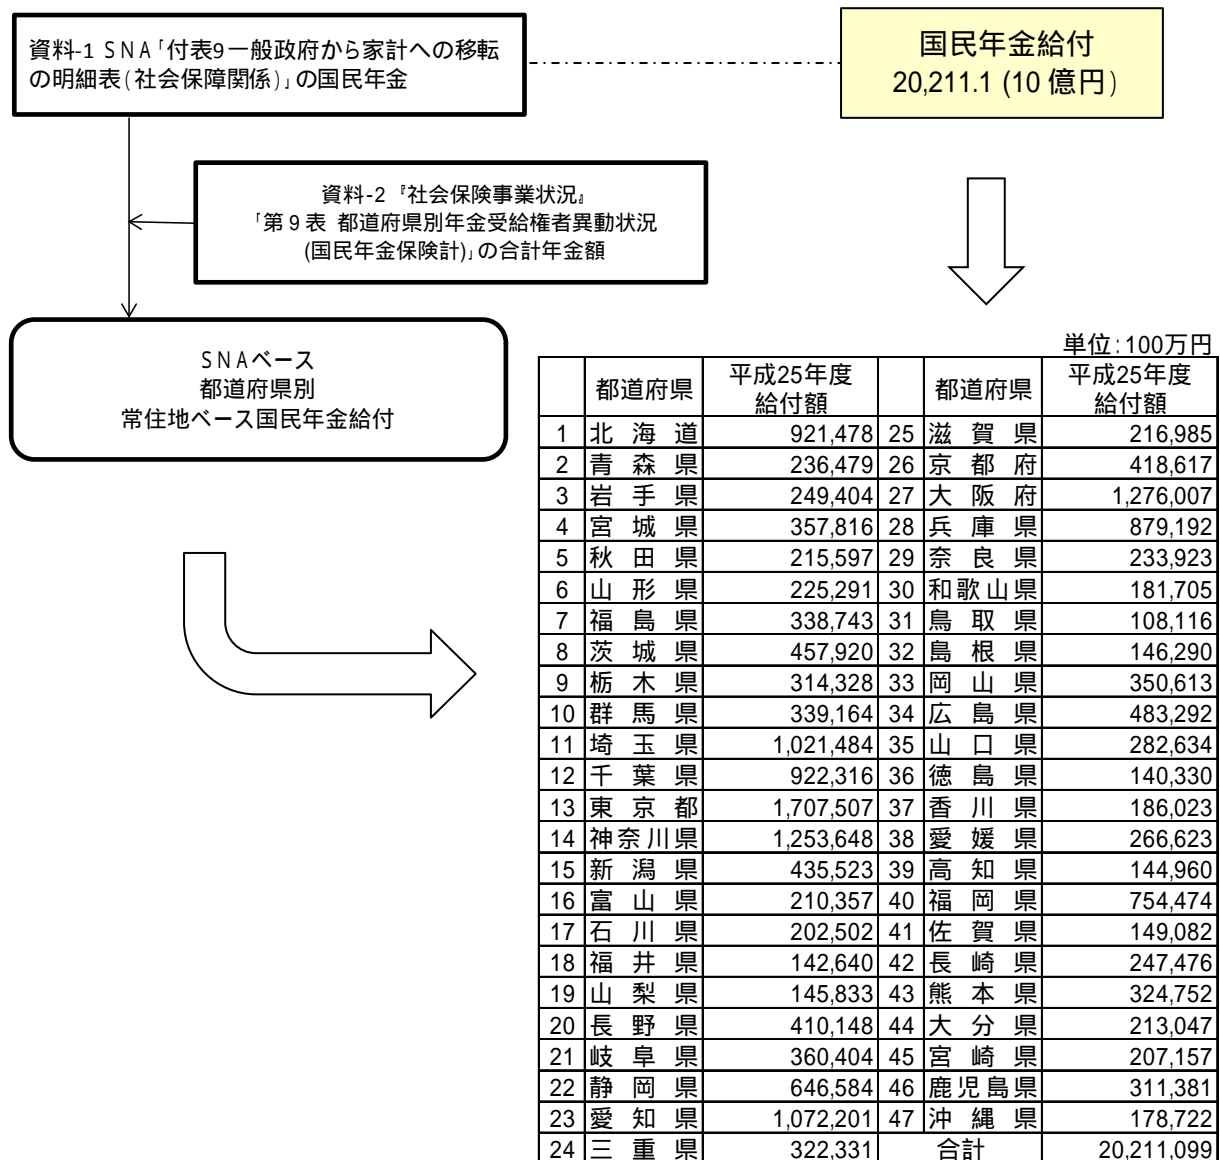 資料-1 SNA「付表9一般政府から家計への移転
の明細表(社会保障関係)」の国民年金
国民年金給付
20,211.1 (10 億円)
資料-2『社会保険事業状況』
「第9表 都道府県別年金受給権者異動状況
(国民年金保険計)」の合計年金額
SNAベース
都道府県別
常住地ベース国民年金給付
単位:100万円
都道府県 平成25年度 給付額 都道府県 平成25年度 給付額
1 北海道 921,478 25 滋賀県 216,985
2 青森県 236,479 26 京都府 418,617
3 岩手県 249,404 27 大阪府 1,276,007
4 宮城県 357,816 28 兵庫県 879,192
5 秋田県 215,597 29 奈良県 233,923
6 山形県 225,291 30 和歌山県 181,705
7 福島県 338,743 31 鳥取県 108,116
8 茨城県 457,920 32 島根県 146,290
9 栃木県 314,328 33 岡山県 350,613
10 群馬県 339,164 34 広島県 483,292
11 埼玉県 1,021,484 35 山口県 282,634
12 千葉県 922,316 36 徳島県 140,330
13 東京都 1,707,507 37 香川県 186,023
14 神奈川県 1,253,648 38 愛媛県 266,623
15 新潟県 435,523 39 高知県 144,960
16 富山県 210,357 40 福岡県 754,474
17 石川県 202,502 41 佐賀県 149,082
18 福井県 142,640 42 長崎県 247,476
19 山梨県 145,833 43 熊本県 324,752
20 長野県 410,148 44 大分県 213,047
21 岐阜県 360,404 45 宮崎県 207,157
22 静岡県 646,584 46 鹿児島県 311,381
23 愛知県 1,072,201 47 沖縄県 178,722
24 三重県 322,331 合計 20,211,099